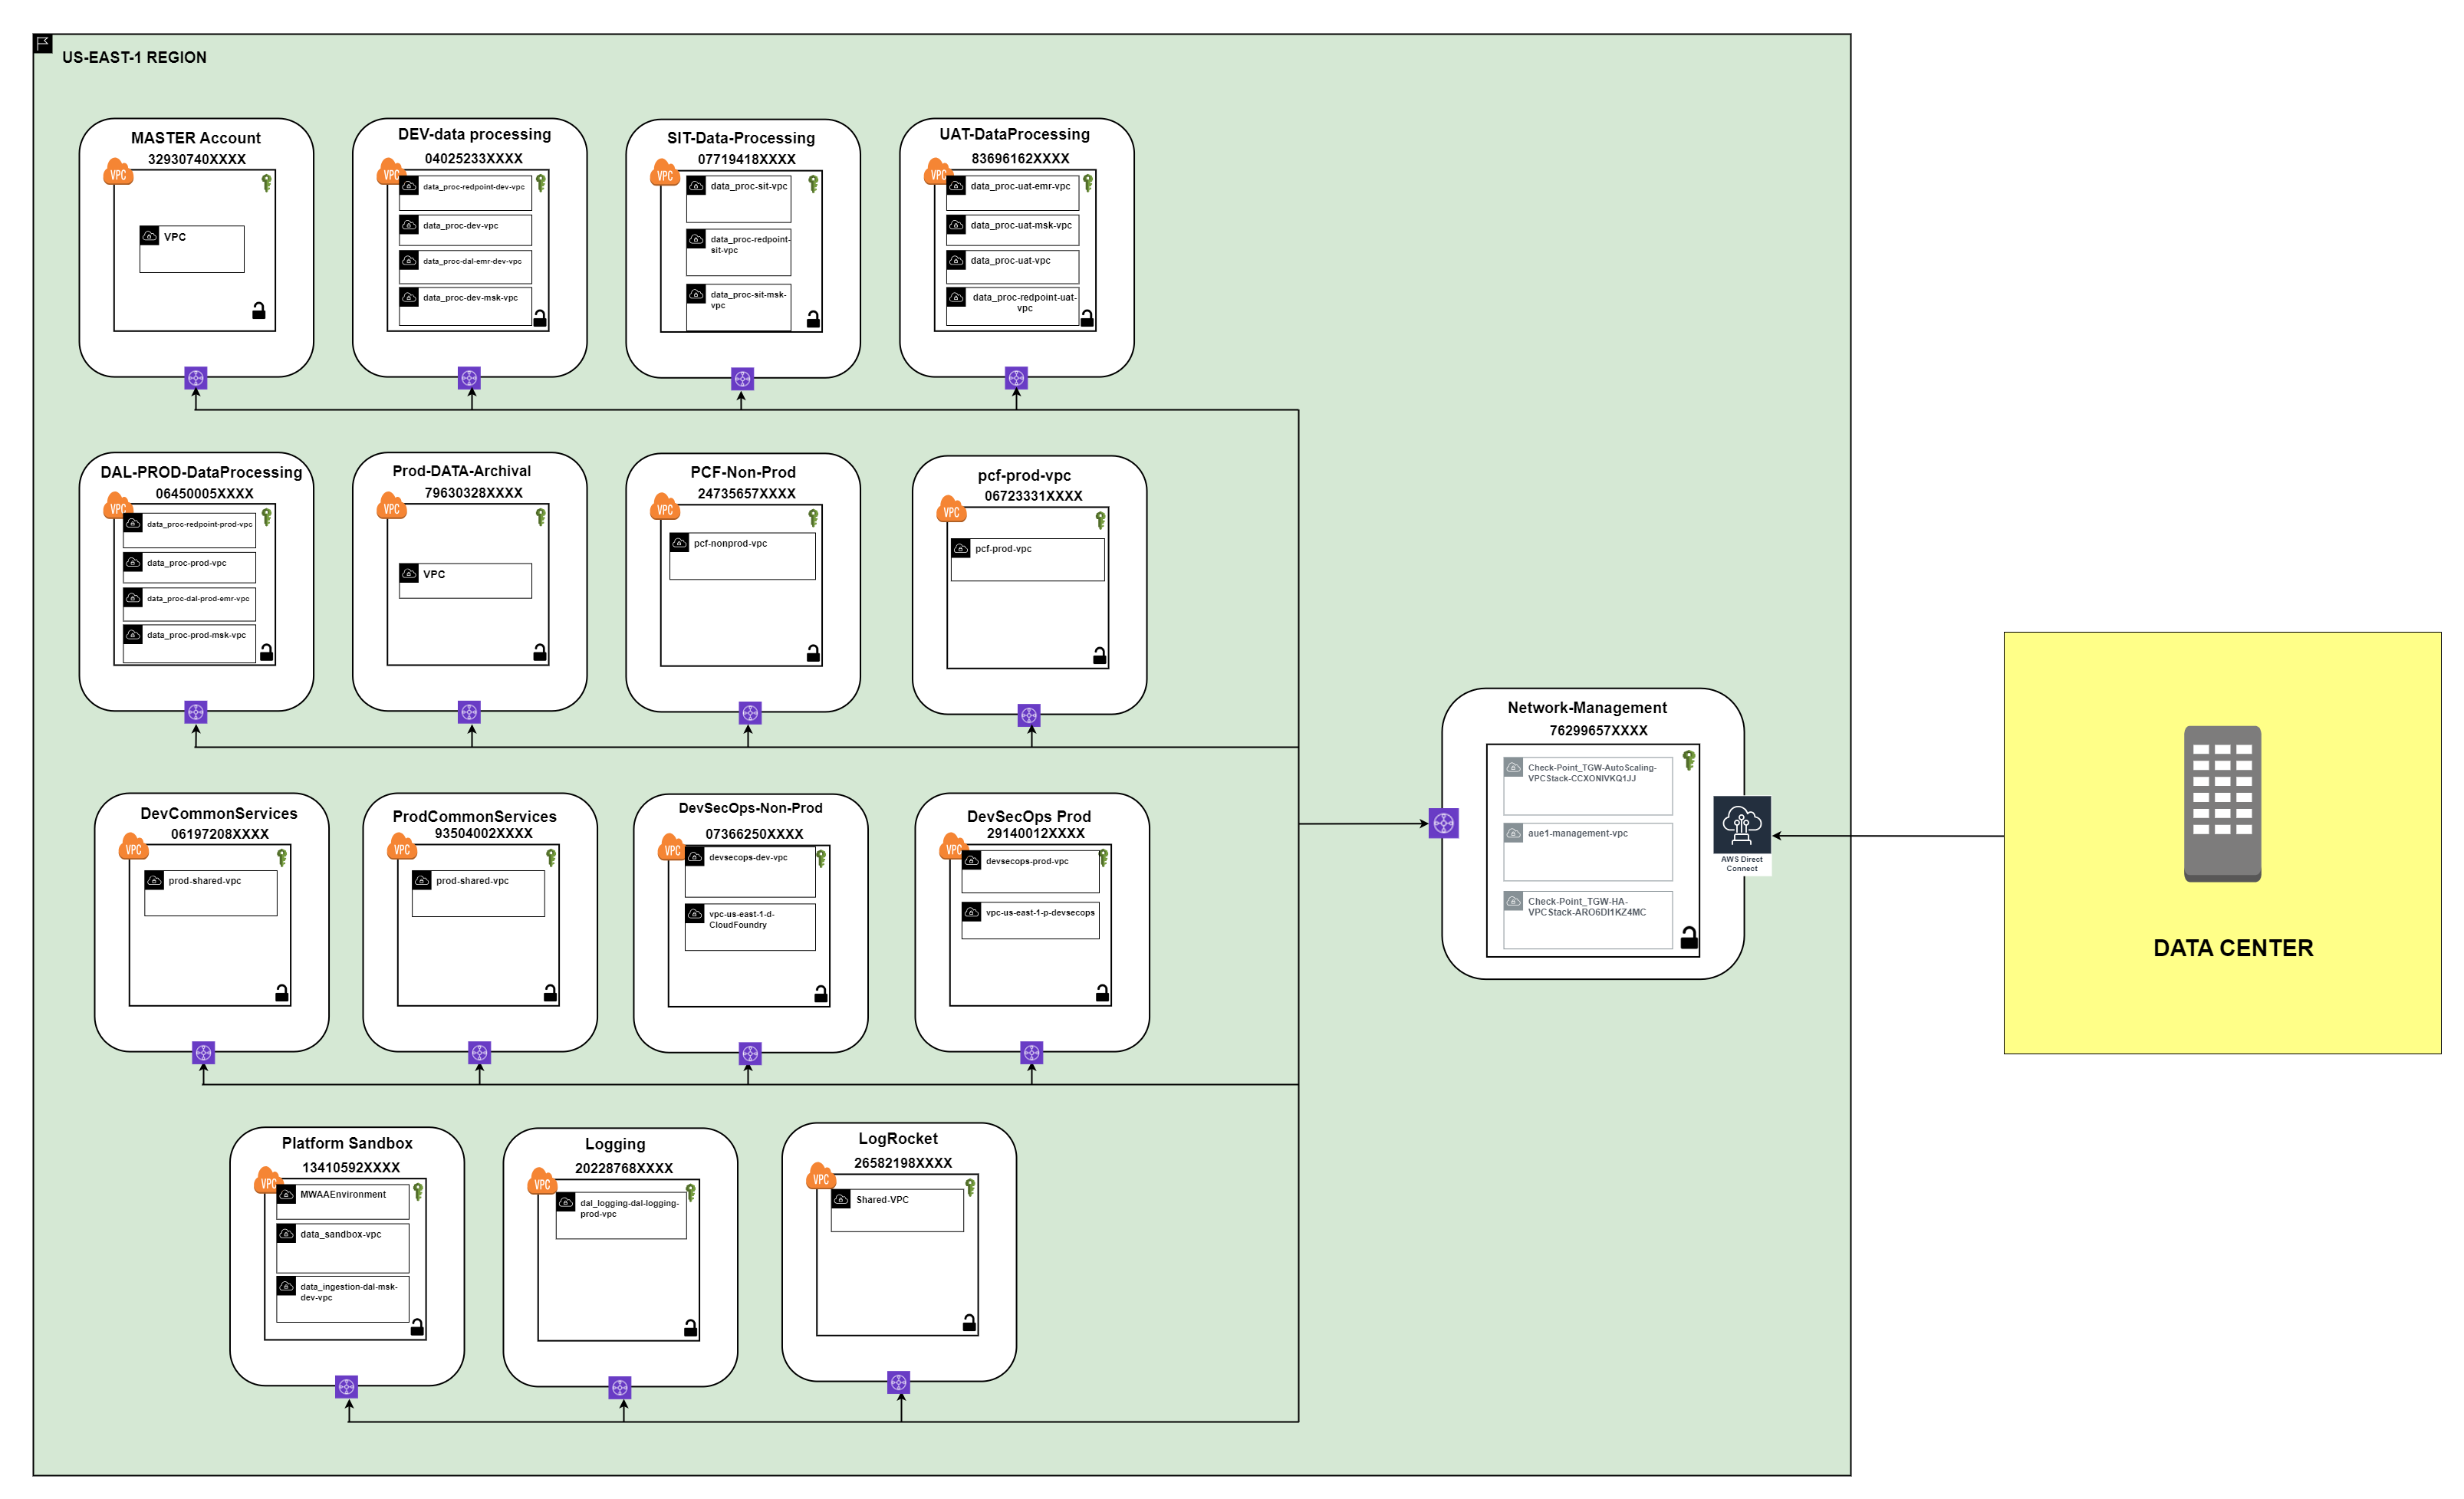 US-EAST-1 REGION
MASTER Account
32930740XXXX
VPC
VPC
DEV-data processing
04025233XXXX
VPC
data_proc-redpoint-dev-vpc
data_proc-dev-vpc
data_proc-dal-emr-dev-vpc
data_proc-dev-msk-vpc
SIT-Data-Processing
07719418XXXX
VPC
data_proc-sit-vpc
data_proc-redpoint-
sit-vpc
data_proc-sit-msk-
vpc
UAT-DataProcessing
83696162XXXX
VPC
data_proc-uat-emr-vpc
data_proc-uat-msk-vpc
data_proc-uat-vpc
data_proc-redpoint-uat-
vpc
DAL-PROD-DataProcessing
06450005XXXX
VPC
data_proc-redpoint-prod-vpc
data_proc-prod-vpc
data_proc-dal-prod-emr-vpc
data_proc-prod-msk-vpc
Prod-DATA-Archival
79630328XXXX
VPC
VPC
PCF-Non-Prod
24735657XXXX
VPC
pcf-nonprod-vpc
pcf-prod-vpc
06723331XXXX
VPC
pcf-prod-vpc
DevCommonServices
06197208XXXX
VPC
prod-shared-vpc
ProdCommonServices
93504002XXXX
VPC
prod-shared-vpc
DevSecOps-Non-Prod
07366250XXXX
VPC
devsecops-dev-vpc
vpc-us-east-1-d-
CloudFoundry
DevSecOps Prod
29140012XXXX
VPC
devsecops-prod-vpc
vpc-us-east-1-p-devsecops
Platform Sandbox
13410592XXXX
VPC
MWAAEnvironment
data_sandbox-vpc
data_ingestion-dal-msk-
dev-vpc
Logging
20228768XXXX
VPC
dal_logging-dal-logging-
prod-vpc
LogRocket
26582198XXXX
VPC
Shared-VPC
Network-Management
76299657XXXX
Check-Point_TGW-AutoScaling-
VPCStack-CCXONIVKQ1JJ
aue1-management-vpc
Check-Point_TGW-HA-
VPCStack-ARO6DI1KZ4MC
AWS Direct
Connect
DATA CENTER